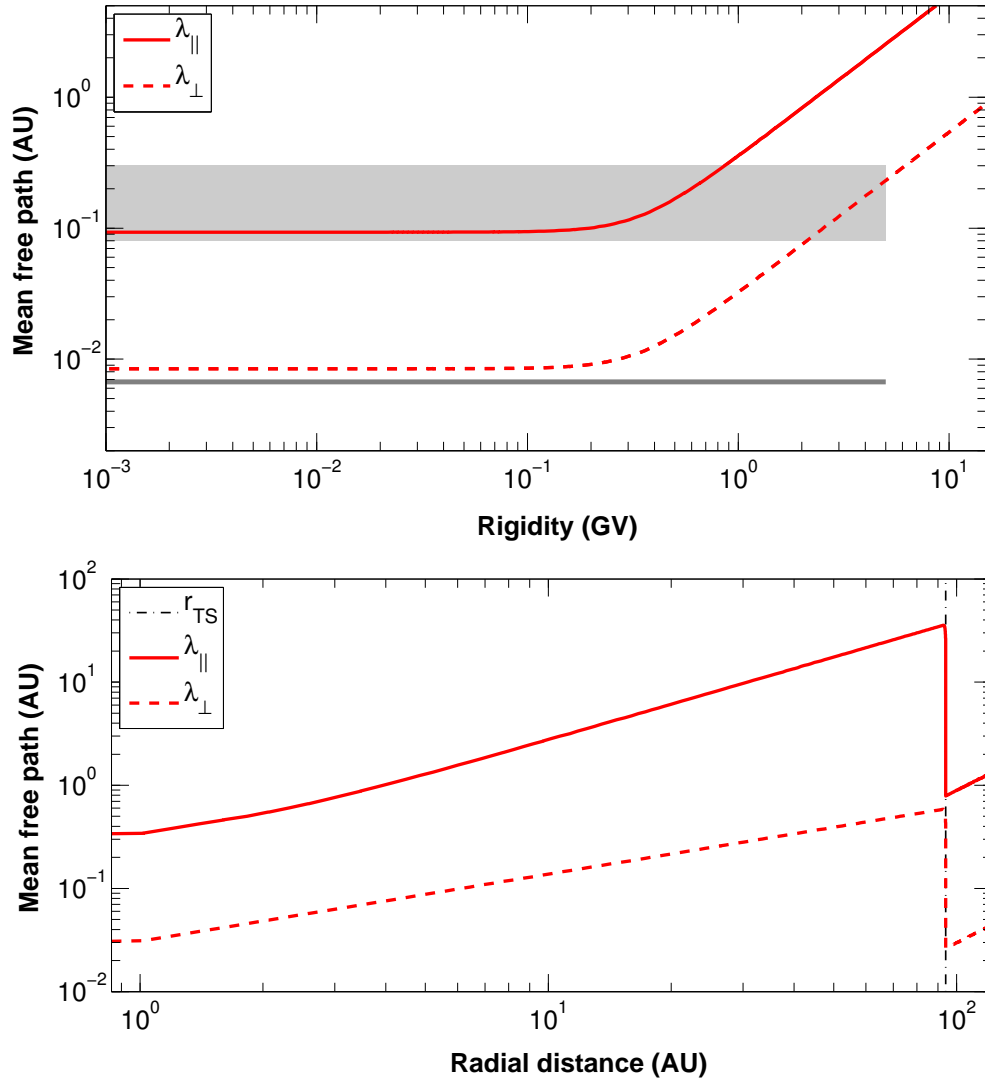 λ||
λ⊥
Mean free path (AU)
10^0
10^−1
10^−2
10^−3
10^−2
10^−1
10^0
10^1
Rigidity (GV)
r_TS
λ||
λ⊥
Mean free path (AU)
10^2
10^1
10^0
10^−1
10^−2
10^0
10^1
10^2
Radial distance (AU)